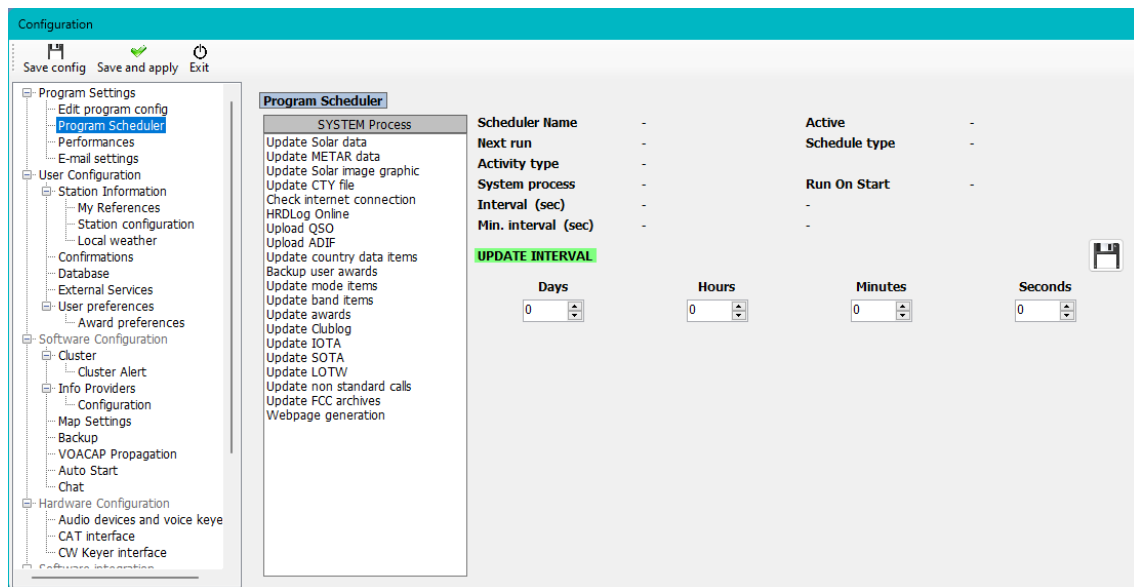 Configuration
Save config Save and apply Exit
Program Settings
Edit program config
Program Scheduler
Performances
E-mail settings
User Configuration
Station Information
My References
Station configuration
Local weather
Confirmations
Database
External Services
User preferences
Award preferences
Software Configuration
Cluster
Cluster Alert
Info Providers
Configuration
Map Settings
Backup
VOACAP Propagation
Auto Start
Chat
Hardware Configuration
Audio devices and voice keye
CAT interface
CW Keyer interface
Software integration
Program Scheduler
SYSTEM Process
Update Solar data
Update METAR data
Update Solar image graphic
Update CTY file
Check internet connection
HRDLog Online
Upload QSO
Upload ADIF
Update country data items
Backup user awards
Update mode items
Update band items
Update awards
Update Clublog
Update IOTA
Update SOTA
Update LOTW
Update non standard calls
Update FCC archives
Webpage generation
Scheduler Name - Active -
Next run - Schedule type -
Activity type -
System process - Run On Start -
Interval (sec) - -
Min. interval (sec) - -
UPDATE INTERVAL
Days Hours Minutes Seconds
0 0 0 0